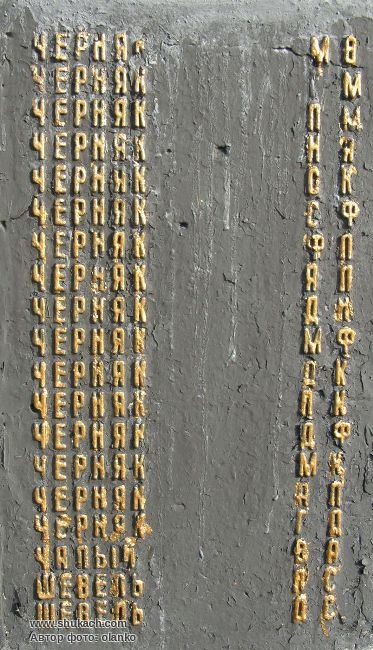 ЧЕРНЯК М В
ЧЕРНЯК М
ЧЕРНЯК П М
ЧЕРНЯК Н Я
ЧЕРНЯК С К
ЧЕРНЯК С Ф
ЧЕРНЯК Ф П
ЧЕРНЯК Я П
ЧЕРНЯК Д Ж
ЧЕРНЯК М Ф
ЧЕРНЯК Д К
ЧЕРНЯК П К
ЧЕРНЯК Д Ф
ЧЕРНЯК М
ЧЕРНЯК Я П
ЧЕРНЯК Г Д
ЧАЛЫЙ А
ШЕВЕЛЬ С
ШЕВЕЛЬ С
www.shukach.com
Автор фото: olanko